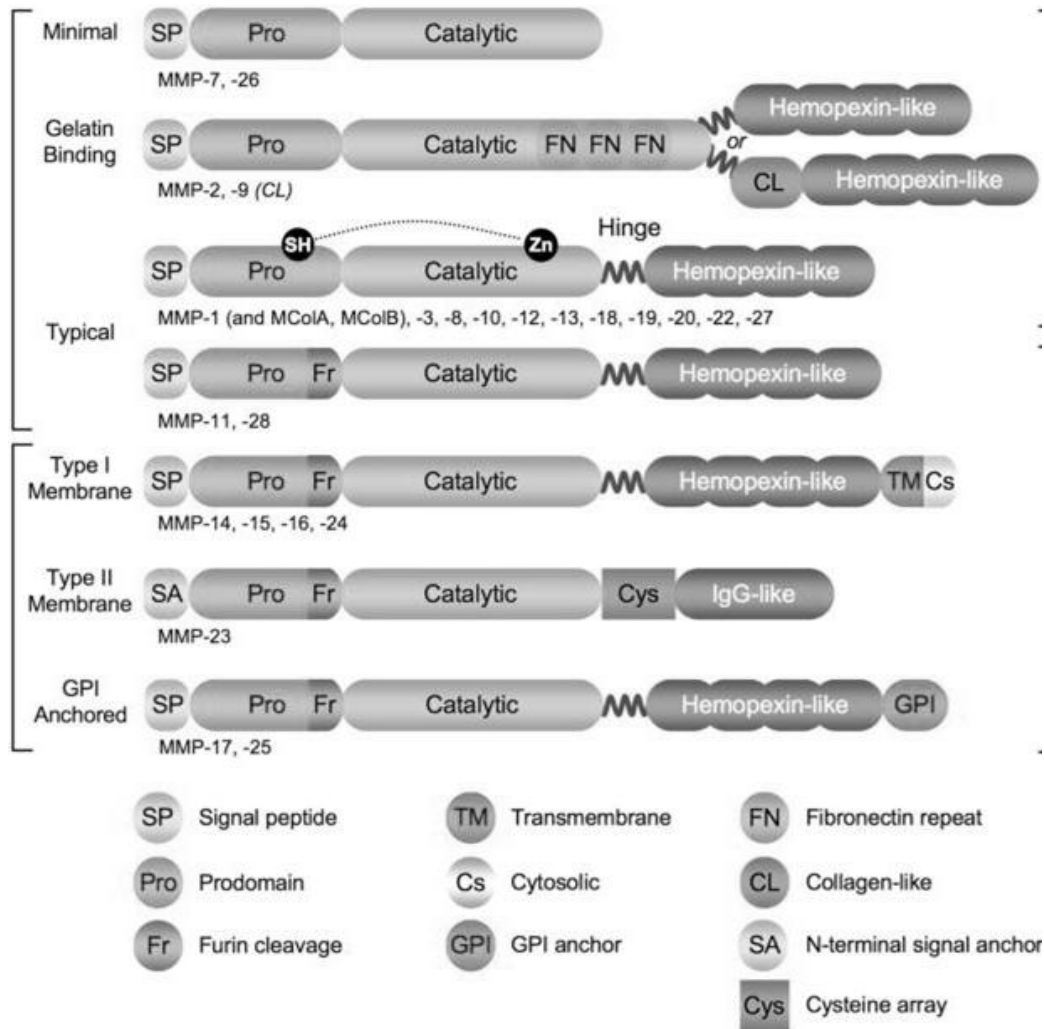 Minimal
SP Pro Catalytic
MMP-7, -26
Gelatin
Binding
SP Pro Catalytic FN FN FN
or
Hemopexin-like
CL Hemopexin-like
MMP-2, -9 (CL)
Typical
SH Zn
Hinge
SP Pro Catalytic Hemopexin-like
MMP-1 (and MColA, MColB), -3, -8, -10, -12, -13, -18, -19, -20, -22, -27
SP Pro Fr Catalytic Hemopexin-like
MMP-11, -28
Type I
Membrane
SP Pro Fr Catalytic Hemopexin-like TM Cs
MMP-14, -15, -16, -24
Type II
Membrane
SA Pro Fr Catalytic Cys IgG-like
MMP-23
GPI
Anchored
SP Pro Fr Catalytic Hemopexin-like GPI
MMP-17, -25
SP Signal peptide
TM Transmembrane
FN Fibronectin repeat
Pro Prodomain
Cs Cytosolic
CL Collagen-like
Fr Furin cleavage
GPI GPI anchor
SA N-terminal signal anchor
Cys Cysteine array